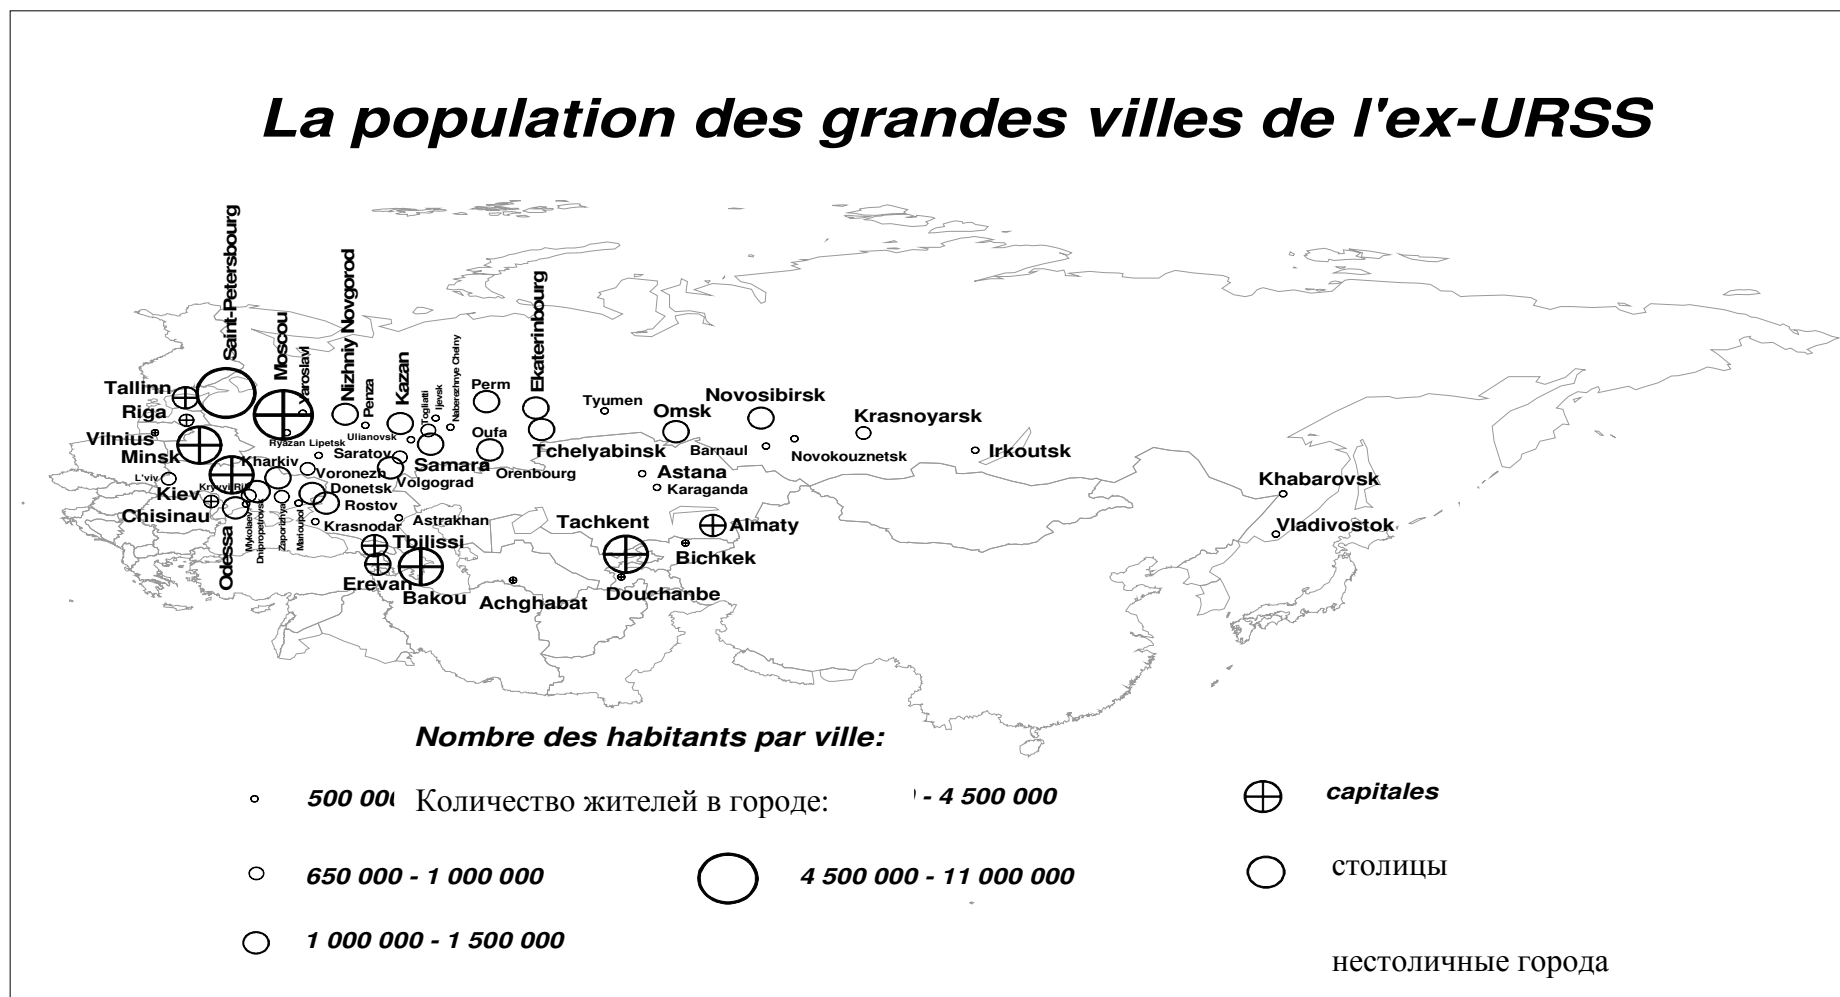 La population des grandes villes de l'ex-URSS
Saint-Petersbourg
Moscou
Yaroslavl
Nizhniy Novgorod
Penza
Kazan
Togliatti
Ijevsk
Naberezhnye Chelny
Perm
Ekaterinbourg
Tallinn
Riga
Vilnius
Minsk
Ryazan Lipetsk
Ulianovsk
Oufa
Tyumen
Omsk
Novosibirsk
Krasnoyarsk
Kharkiv
Saratov
Samara
Tchelyabinsk
Barnaul
Novokouznetsk
Irkoutsk
L'viv
Voronezh
Volgograd
Orenbourg
Astana
Karaganda
Khabarovsk
Kiev
Kryvyi Rih
Donetsk
Rostov
Chisinau
Krasnodar
Astrakhan
Tachkent
Almaty
Vladivostok
Odessa
Mykolaev
Dnipropetrovsk
Zaporizhya
Marioupol
Tbilissi
Bichkek
Erevan
Bakou
Achghabat
Douchanbe
Nombre des habitants par ville:
500 000
Количество жителей в городе:
- 4 500 000
capitales
650 000 - 1 000 000
4 500 000 - 11 000 000
столицы
1 000 000 - 1 500 000
нестоличные города